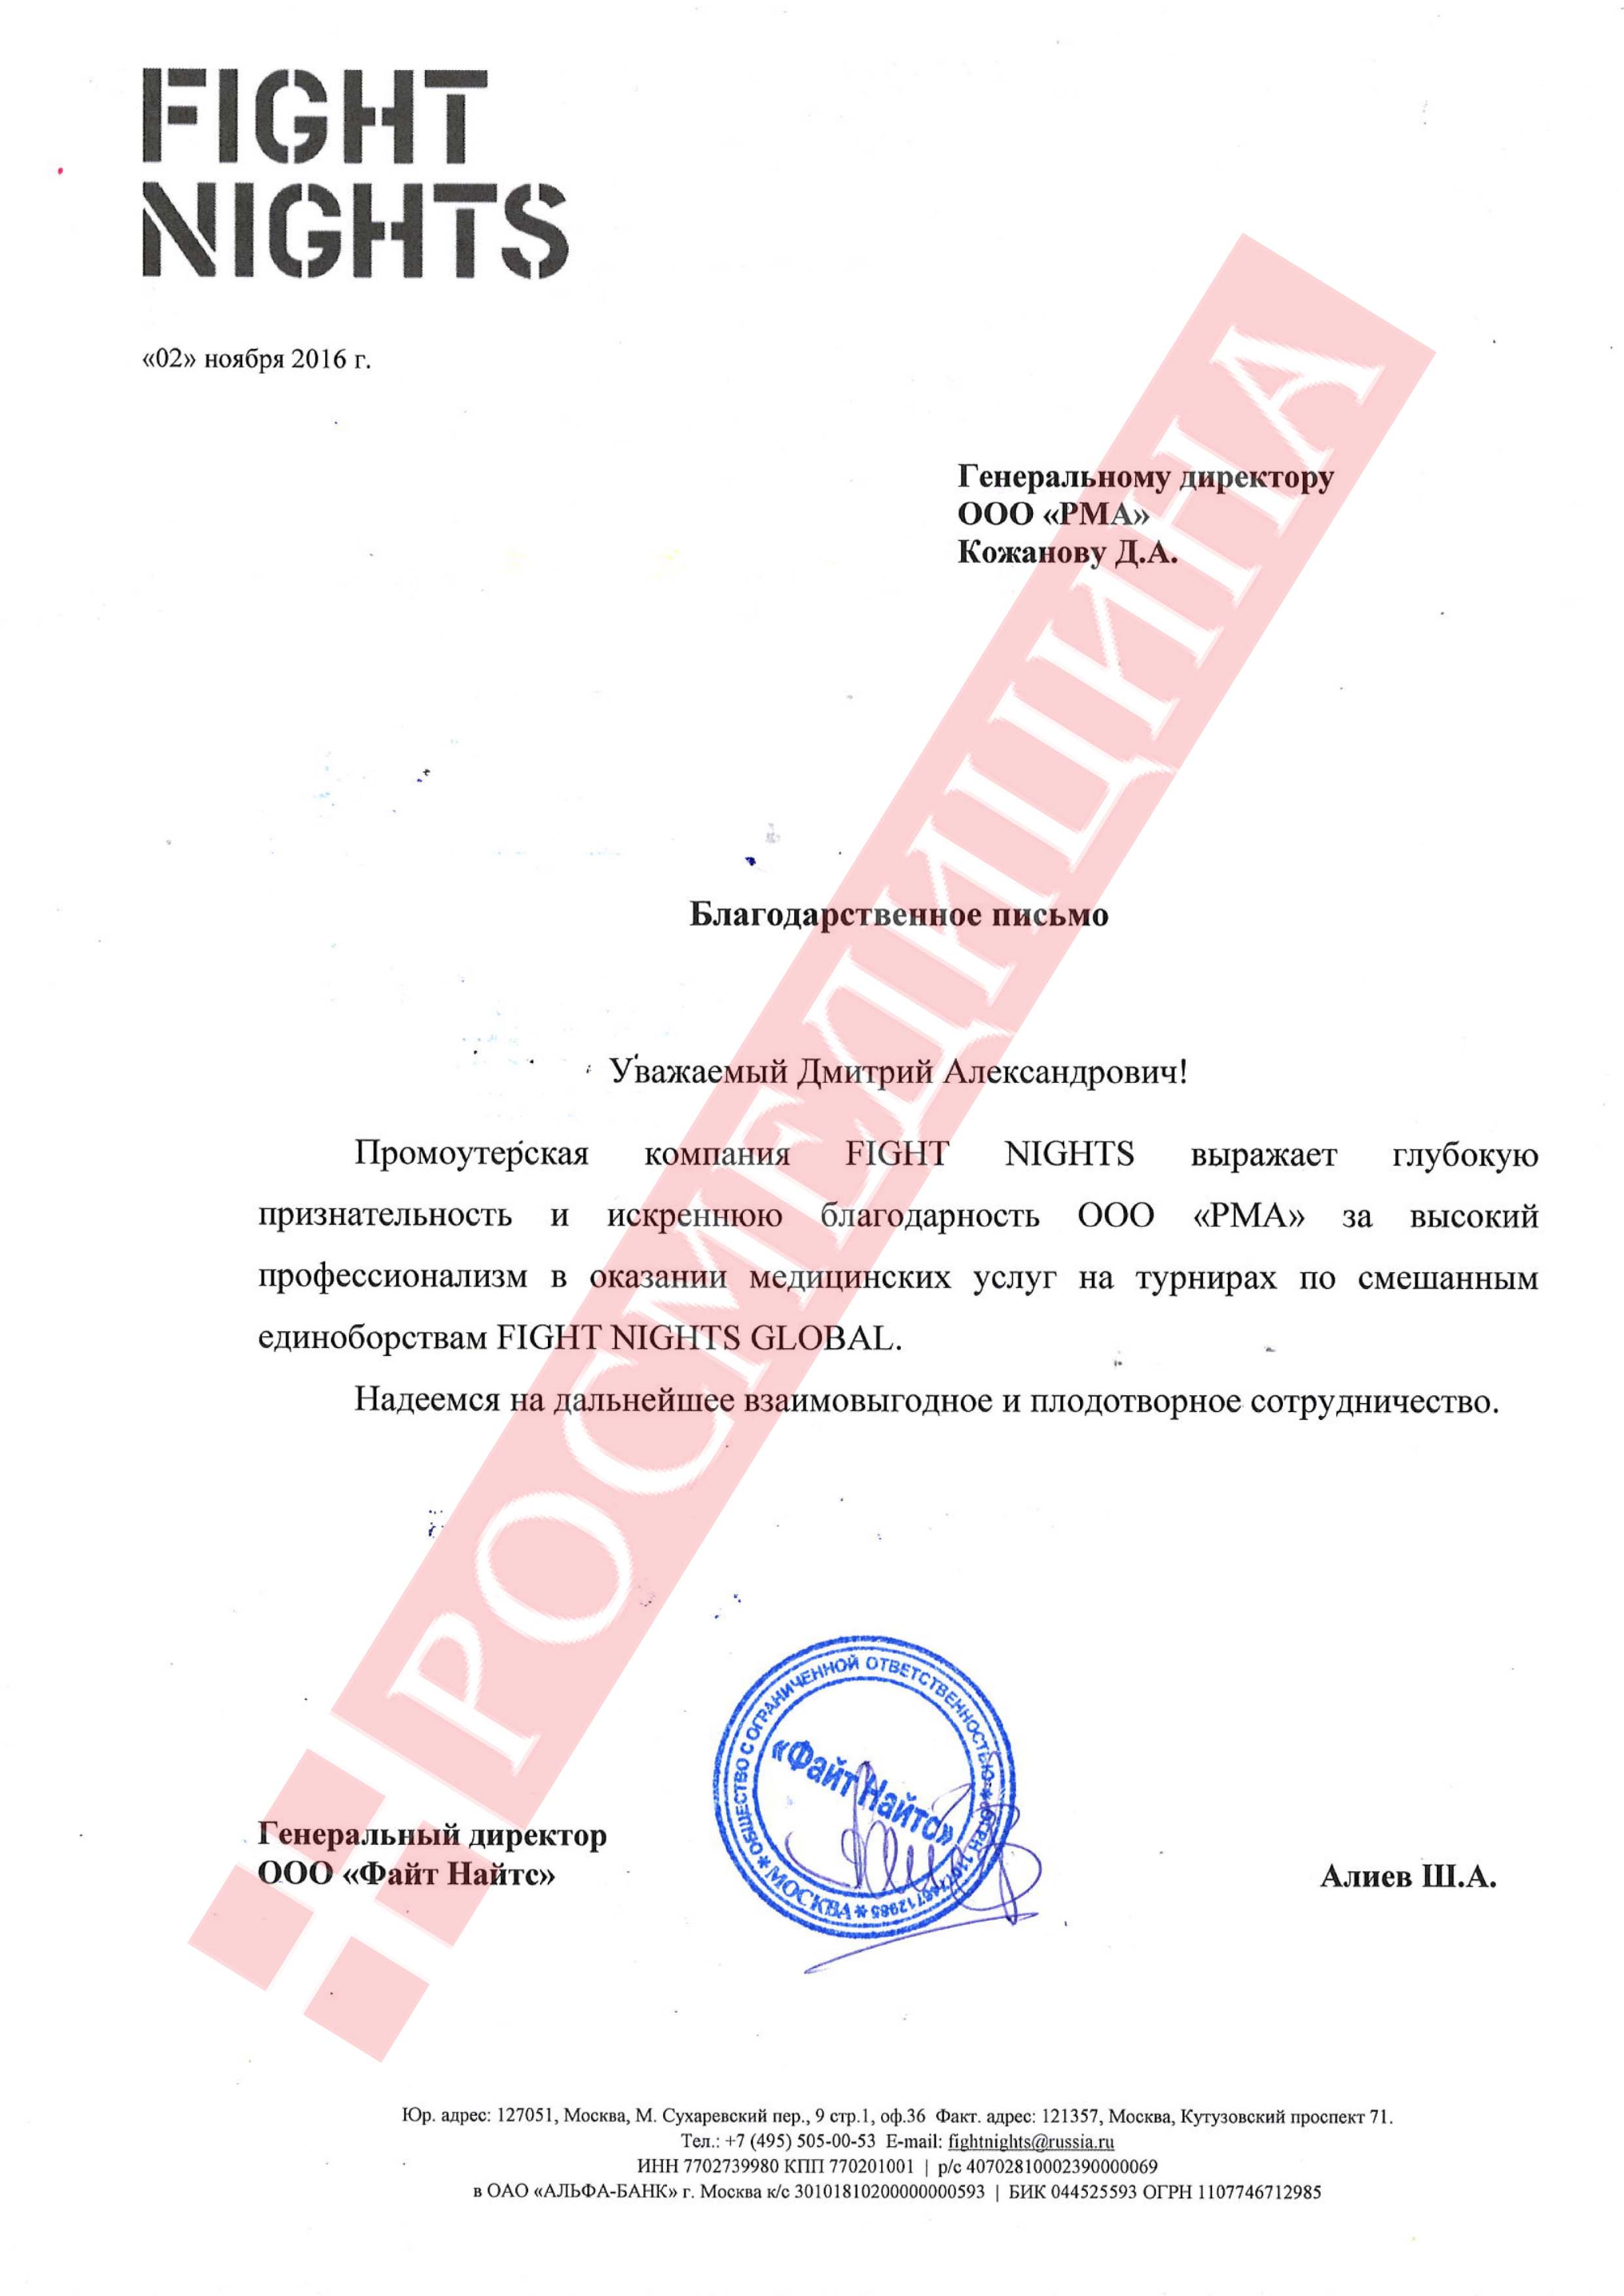 FIGHT
NIGHTS
«02» ноября 2016 г.
Генеральному директору
ООО «РМА»
Кожанову Д.А.
Благодарственное письмо
Уважаемый Дмитрий Александрович!
Промоутерская компания FIGHT NIGHTS выражает глубокую
признательность и искреннюю благодарность ООО «РМА» за высокий
профессионализм в оказании медицинских услуг на турнирах по смешанным
единоборствам FIGHT NIGHTS GLOBAL.
Надеемся на дальнейшее взаимовыгодное и плодотворное сотрудничество.
РОСМЕДИЦИНА
ОБЩЕСТВО С ОГРАНИЧЕННОЙ ОТВЕТСТВЕННОСТЬЮ * ОГРН 1107746712985 * МОСКВА *
«Файт Найтс»
Генеральный директор
ООО «Файт Найтс»
Алиев Ш.А.
Юр. адрес: 127051, Москва, М. Сухаревский пер., 9 стр.1, оф.36 Факт. адрес: 121357, Москва, Кутузовский проспект 71.
Тел.: +7 (495) 505-00-53 E-mail: fightnights@russia.ru
ИНН 7702739980 КПП 770201001 | р/с 40702810002390000069
в ОАО «АЛЬФА-БАНК» г. Москва к/с 30101810200000000593 | БИК 044525593 ОГРН 1107746712985